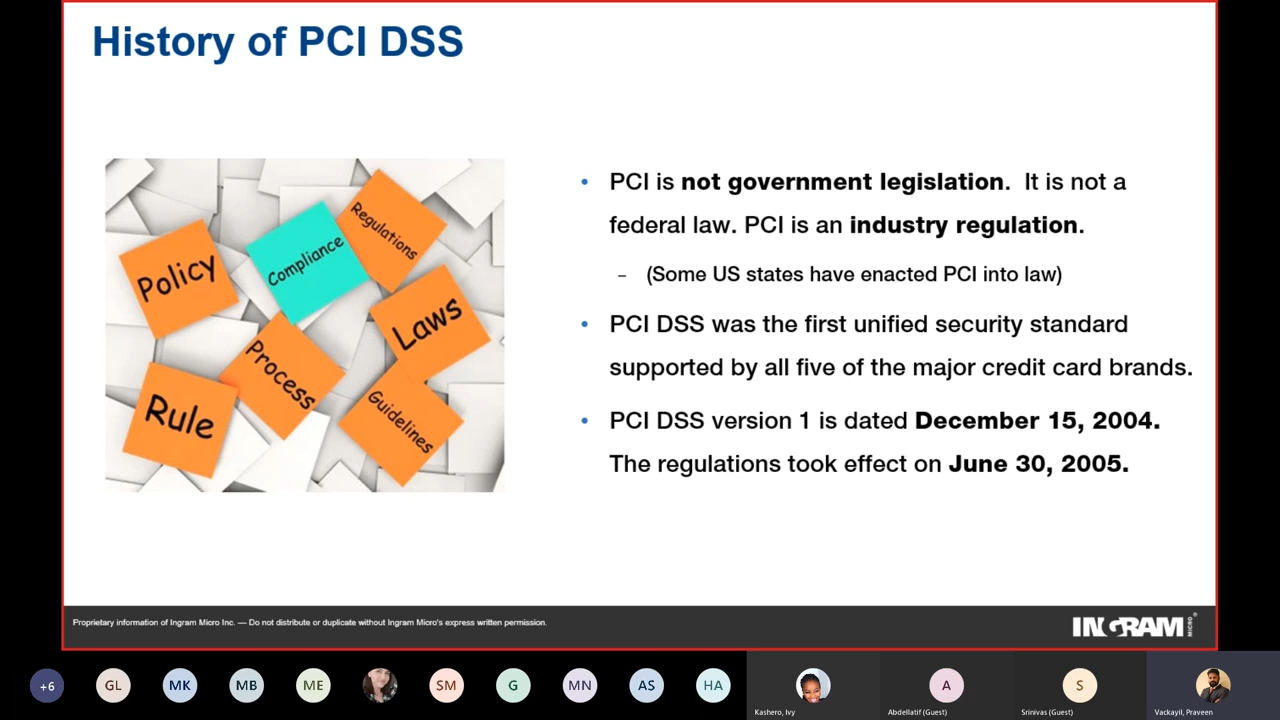 History of PCI DSS
Policy
Compliance
Regulations
Laws
Process
Rule
Guidelines
• PCI is not government legislation. It is not a
federal law. PCI is an industry regulation.
– (Some US states have enacted PCI into law)
• PCI DSS was the first unified security standard
supported by all five of the major credit card brands.
• PCI DSS version 1 is dated December 15, 2004.
The regulations took effect on June 30, 2005.
Proprietary information of Ingram Micro Inc. — Do not distribute or duplicate without Ingram Micro's express written permission.
INGRAM MICRO®
+6
GL
MK
MB
ME
SM
G
MN
AS
HA
Kashero, Ivy
A
Abdellatif (Guest)
S
Srinivas (Guest)
Vackayil, Praveen